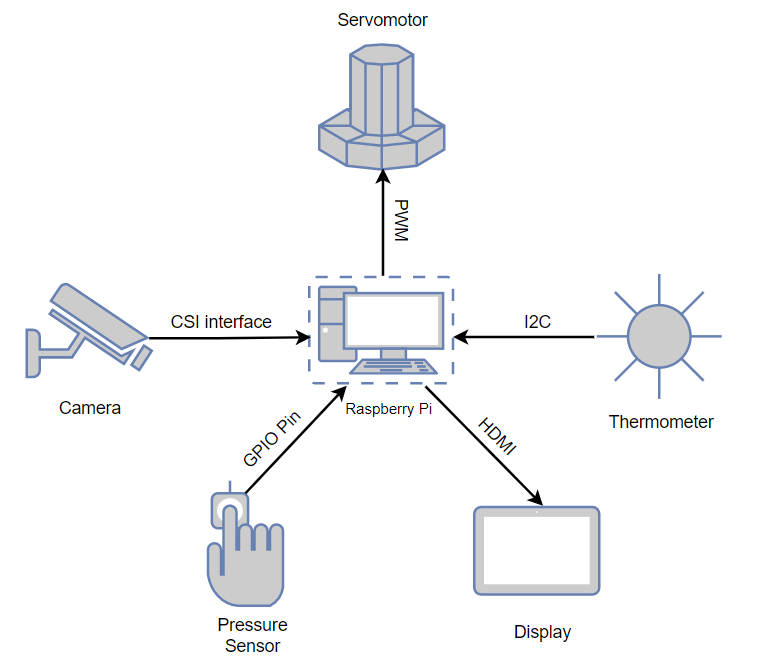 Servomotor
PWM
CSI interface
I2C
Camera
Raspberry Pi
Thermometer
GPIO Pin
HDMI
Pressure
Sensor
Display